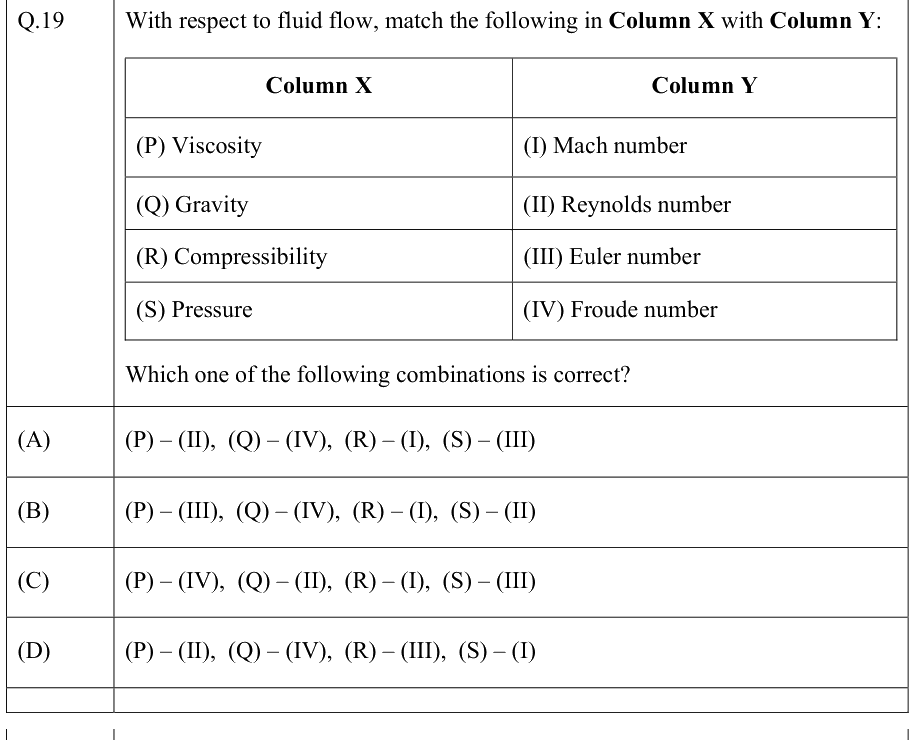 Q.19 With respect to fluid flow, match the following in Column X with Column Y:
Column X Column Y
(P) Viscosity (I) Mach number
(Q) Gravity (II) Reynolds number
(R) Compressibility (III) Euler number
(S) Pressure (IV) Froude number
Which one of the following combinations is correct?
(A) (P) – (II), (Q) – (IV), (R) – (I), (S) – (III)
(B) (P) – (III), (Q) – (IV), (R) – (I), (S) – (II)
(C) (P) – (IV), (Q) – (II), (R) – (I), (S) – (III)
(D) (P) – (II), (Q) – (IV), (R) – (III), (S) – (I)